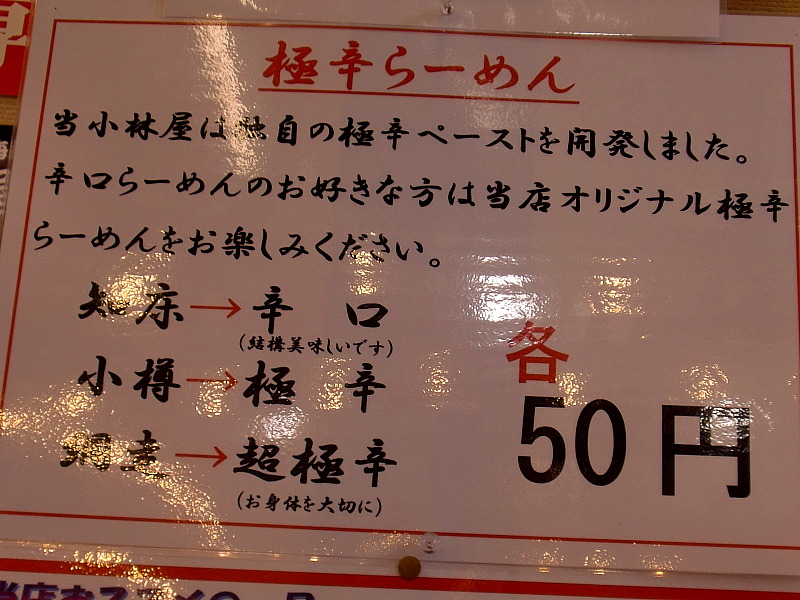 極辛らーめん
当小林屋は独自の極辛ペーストを開発しました。
辛口らーめんのお好きな方は当店オリジナル極辛
らーめんをお楽しみください。
知床→辛 口
(結構美味しいです)
小樽→極 辛
網走→超極辛
(お身体を大切に)
各
50円